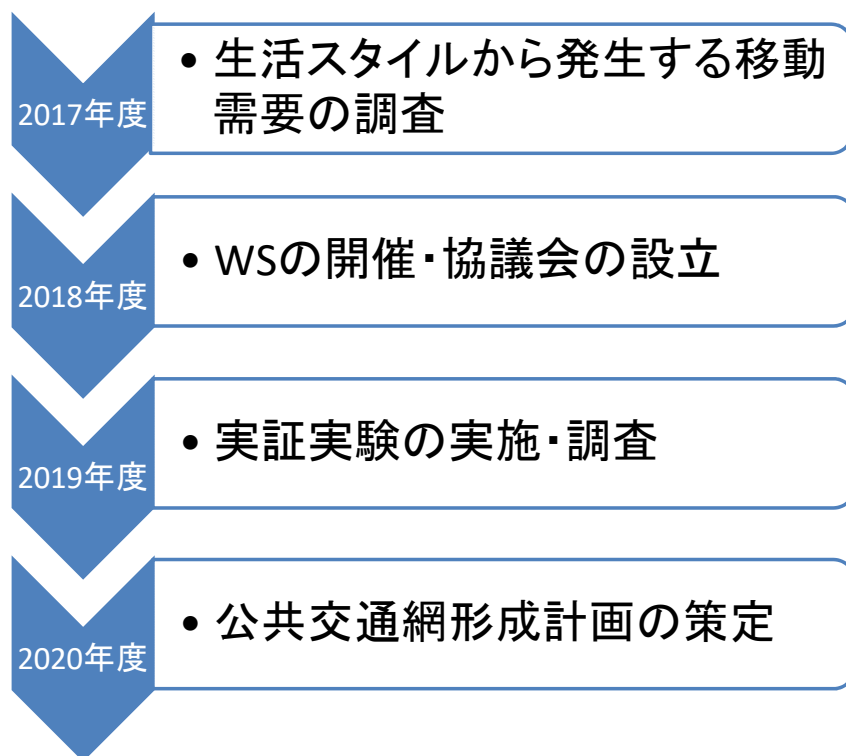 2017年度
• 生活スタイルから発生する移動
需要の調査
2018年度
• WSの開催・協議会の設立
2019年度
• 実証実験の実施・調査
2020年度
• 公共交通網形成計画の策定